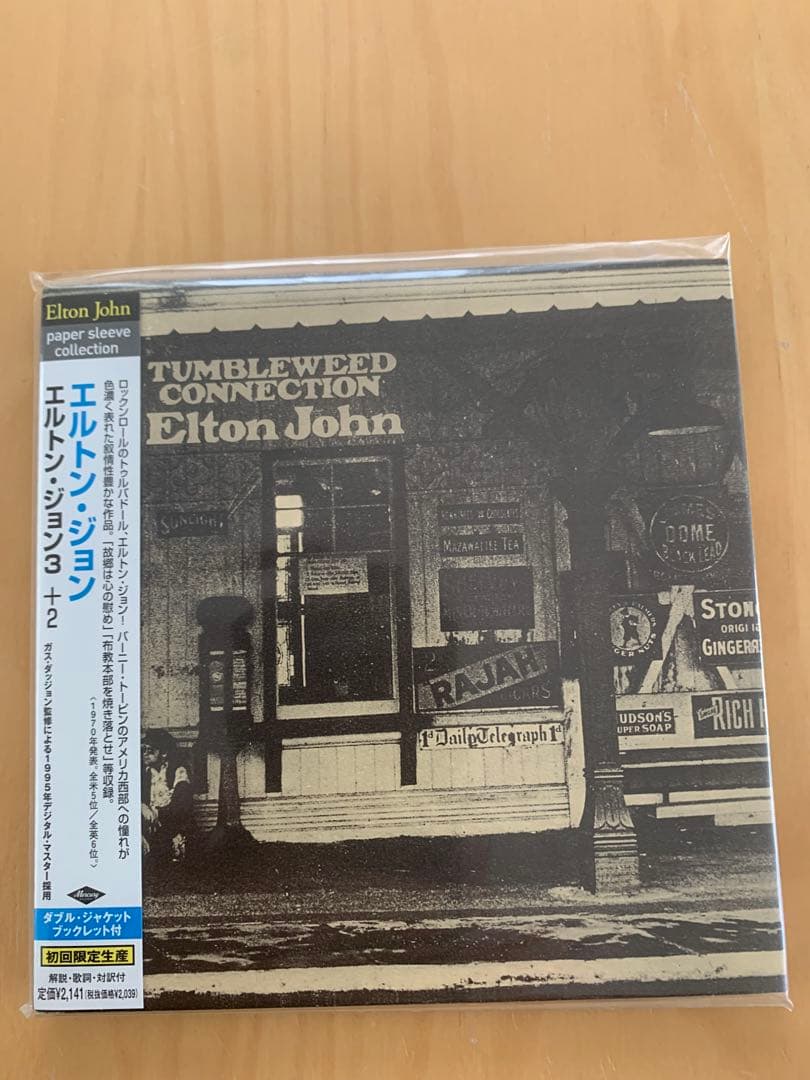 Elton John
paper sleeve
collection
エルトン・ジョン
エルトン・ジョン3 +2
ロックンロールのトゥルバドール、エルトン・ジョン! バーニー・トーピンのアメリカ西部への憧れが
色濃く表れた叙情性豊かな作品。「故郷は心の慰め」「布教本部を焼き落とせ」等収録。
〈1970年発表。全米5位/全英6位。〉
ガス・ダッジョン監修による1995年デジタル・マスター採用
Mercury
ダブル・ジャケット
ブックレット付
初回限定生産
解説・歌詞・対訳付
定価¥2,141(税抜価格¥2,039)
TUMBLEWEED
CONNECTION
Elton John
SUNLIGHT
MAZAWATTEE TEA
RAJAH
CIGARS
1d Daily Telegraph 1d
DOME
BLACK LEAD
STON
ORIGI
GINGER
GER NUTS
UDSON'S
UPER SOAP
RICH